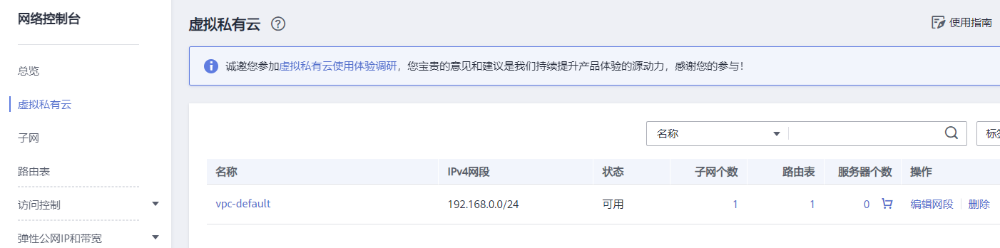 网络控制台
总览
虚拟私有云
子网
路由表
访问控制
弹性公网IP和带宽
虚拟私有云 ?
使用指南
诚邀您参加虚拟私有云使用体验调研，您宝贵的意见和建议是我们持续提升产品体验的源动力，感谢您的参与！
名称
标签
名称 IPv4网段 状态 子网个数 路由表 服务器个数 操作
vpc-default 192.168.0.0/24 可用 1 1 0 编辑网段 删除